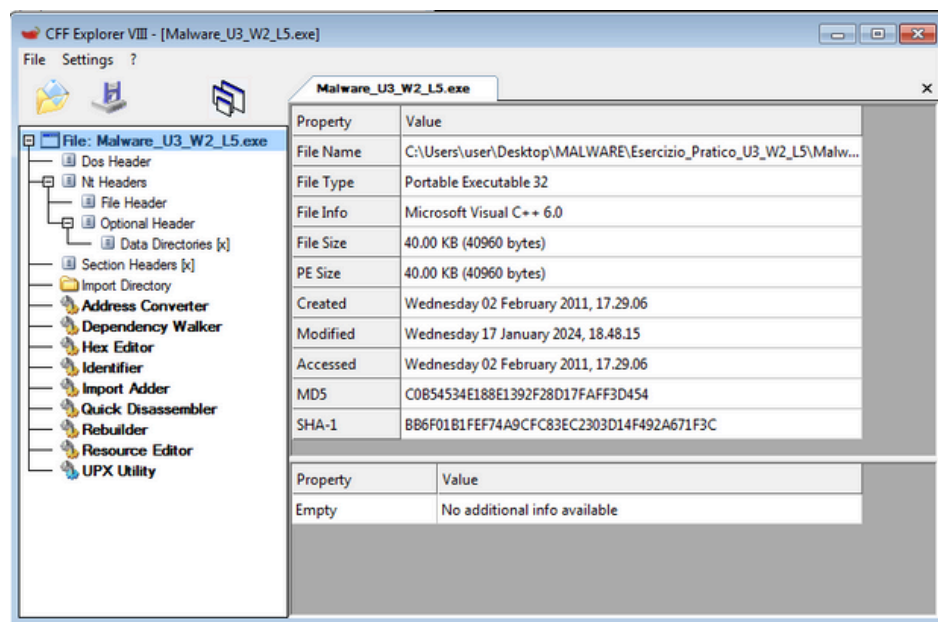 CFF Explorer VIII - [Malware_U3_W2_L5.exe]
File Settings ?
Malware_U3_W2_L5.exe
File: Malware_U3_W2_L5.exe
Dos Header
Nt Headers
File Header
Optional Header
Data Directories [x]
Section Headers [x]
Import Directory
Address Converter
Dependency Walker
Hex Editor
Identifier
Import Adder
Quick Disassembler
Rebuilder
Resource Editor
UPX Utility
Property Value
File Name C:\Users\user\Desktop\MALWARE\Esercizio_Pratico_U3_W2_L5\Malw...
File Type Portable Executable 32
File Info Microsoft Visual C++ 6.0
File Size 40.00 KB (40960 bytes)
PE Size 40.00 KB (40960 bytes)
Created Wednesday 02 February 2011, 17.29.06
Modified Wednesday 17 January 2024, 18.48.15
Accessed Wednesday 02 February 2011, 17.29.06
MD5 C0B54534E188E1392F28D17FAFF3D454
SHA-1 BB6F01B1FEF74A9CFC83EC2303D14F492A671F3C
Property Value
Empty No additional info available